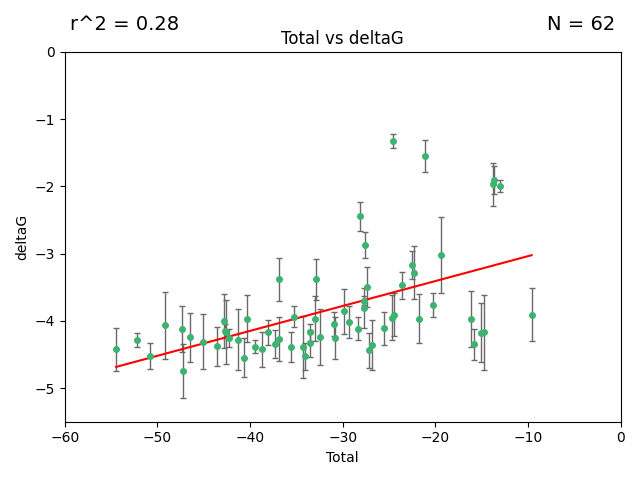 r^2 = 0.28
N = 62
Total vs deltaG
0
−1
−2
−3
−4
−5
deltaG
−60 −50 −40 −30 −20 −10 0
Total